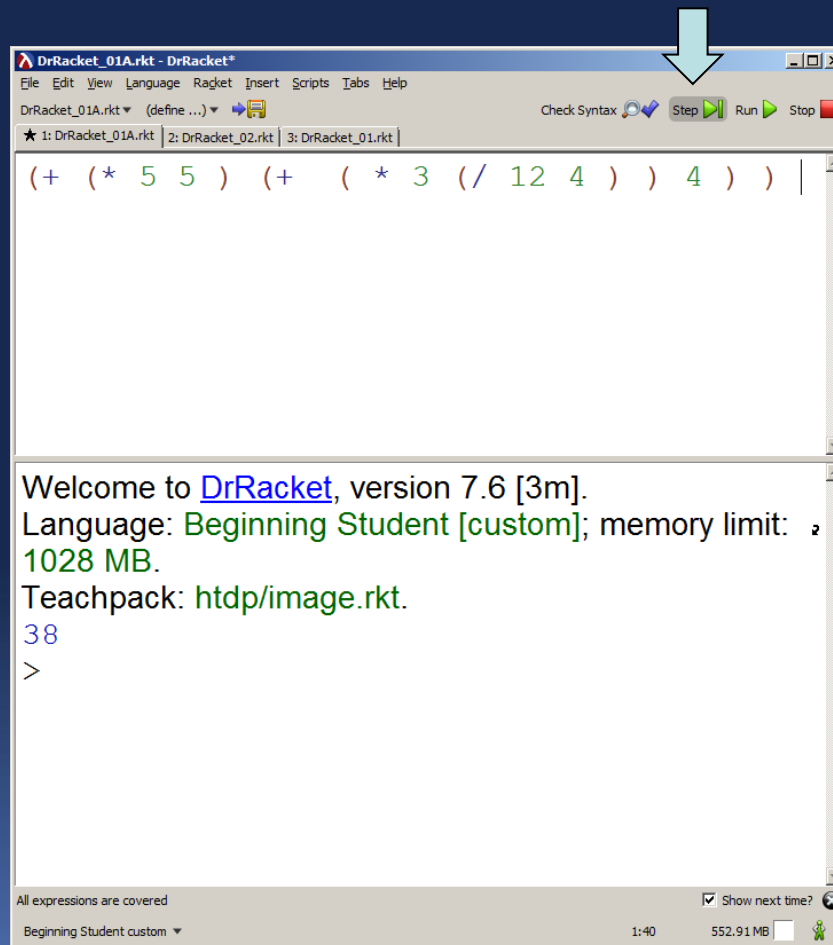 DrRacket_01A.rkt - DrRacket*
File Edit View Language Racket Insert Scripts Tabs Help
DrRacket_01A.rkt▼ (define ...)▼ Check Syntax Step Run Stop
★ 1: DrRacket_01A.rkt 2: DrRacket_02.rkt 3: DrRacket_01.rkt
(+ (* 5 5 ) (+ ( * 3 (/ 12 4 ) ) 4 ) )
Welcome to DrRacket, version 7.6 [3m].
Language: Beginning Student [custom]; memory limit:
1028 MB.
Teachpack: htdp/image.rkt.
38
>
All expressions are covered Show next time?
Beginning Student custom ▼ 1:40 552.91 MB